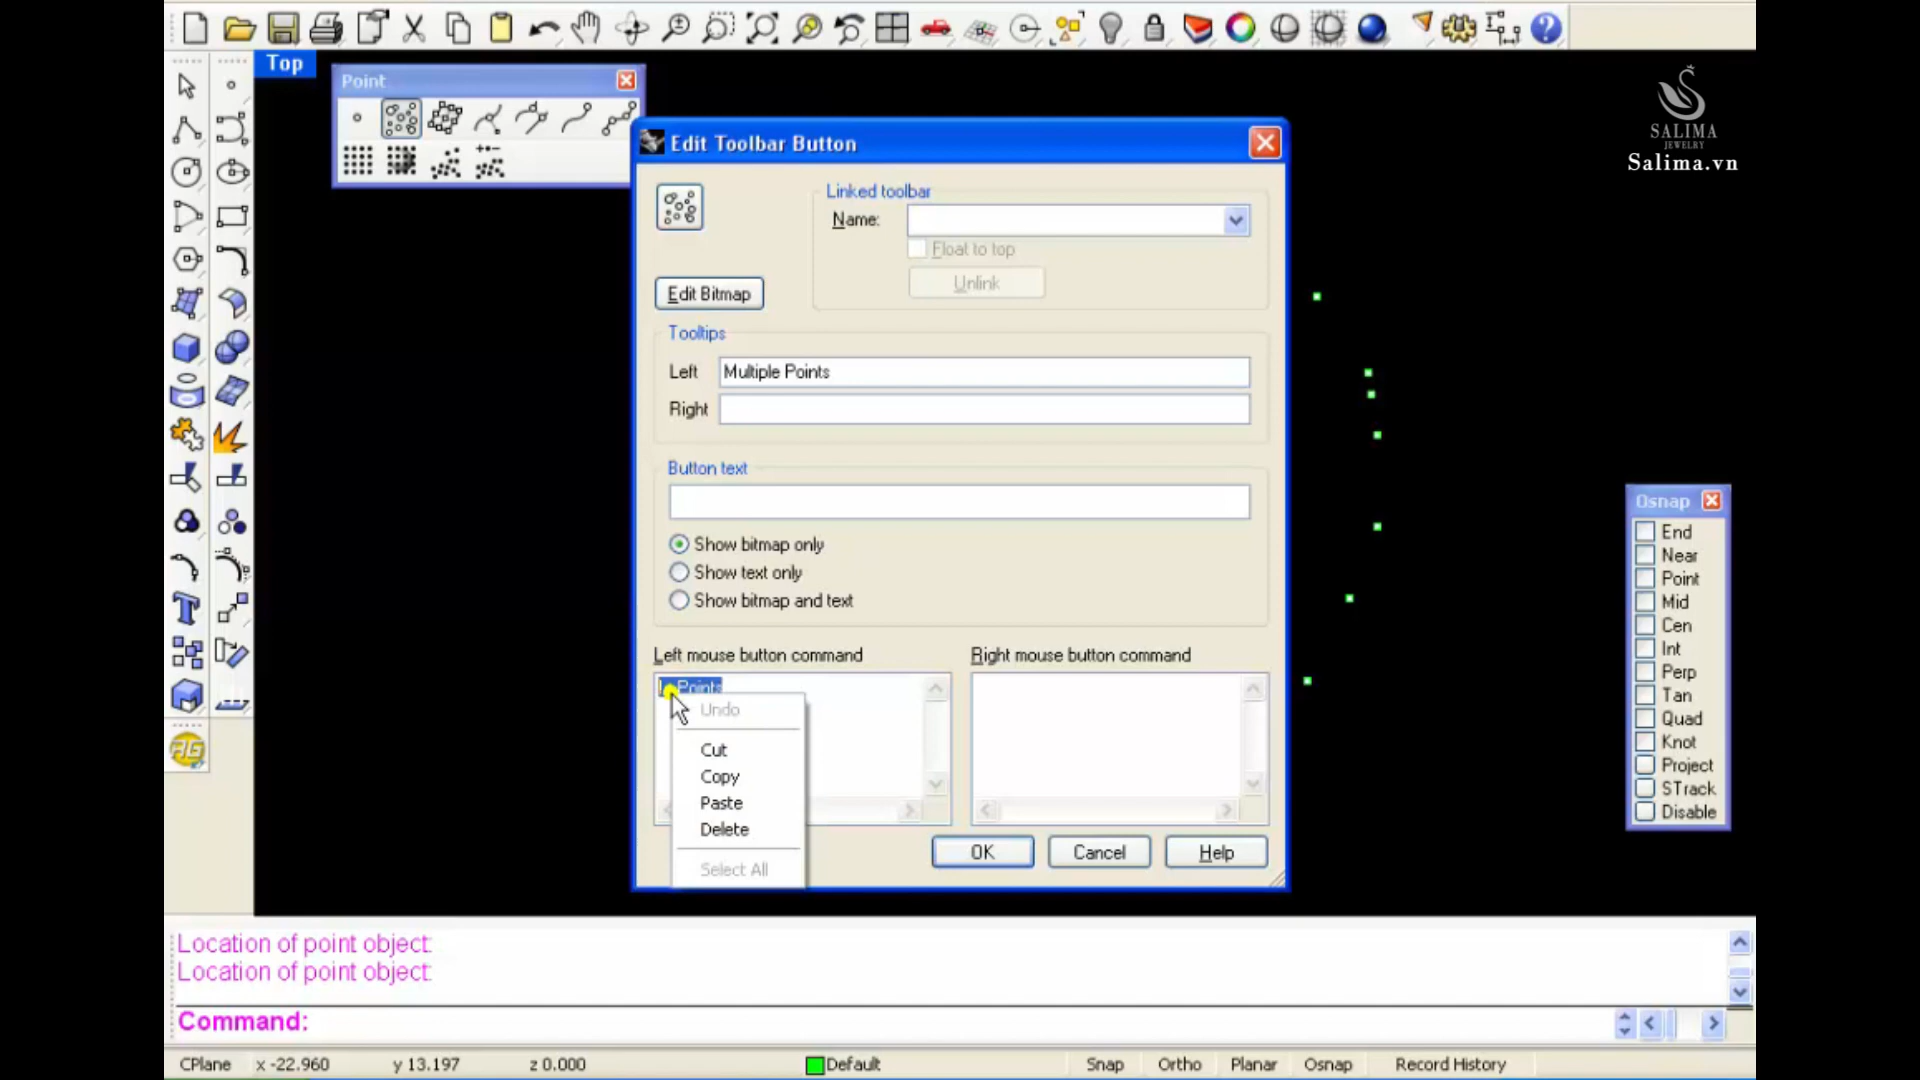 Top
Point
SALIMA
JEWELRY
Salima.vn
Edit Toolbar Button
Linked toolbar
Name:
Float to top
Unlink
Edit Bitmap
Tooltips
Left Multiple Points
Right
Button text
Show bitmap only
Show text only
Show bitmap and text
Left mouse button command
Right mouse button command
Points
Undo
Cut
Copy
Paste
Delete
Select All
OK Cancel Help
Osnap
End
Near
Point
Mid
Cen
Int
Perp
Tan
Quad
Knot
Project
STrack
Disable
Location of point object:
Location of point object:
Command:
CPlane x -22.960 y 13.197 z 0.000 Default Snap Ortho Planar Osnap Record History